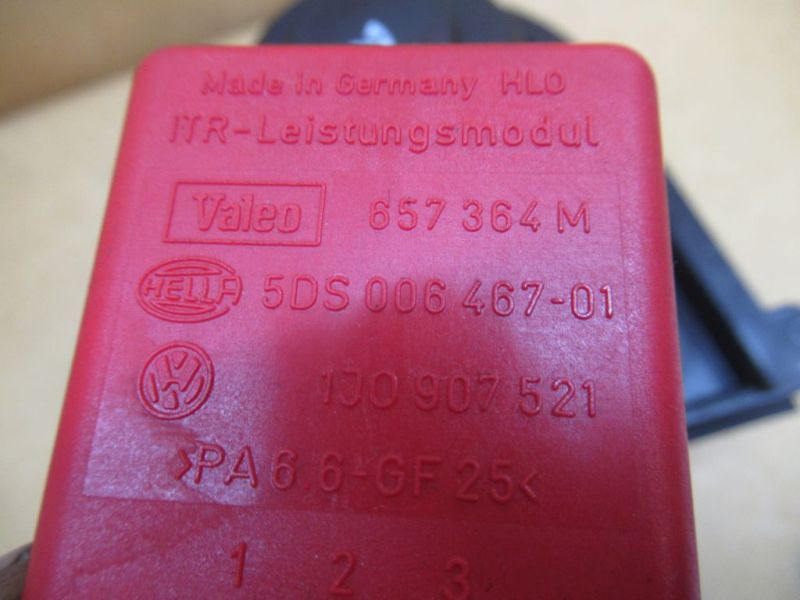 Made in Germany HLO
ITR-Leistungsmodul
Valeo 657 364 M
HELLA 5DS 006 467-01
VW 1J0 907 521
>PA 6.6-GF 25<
1 2 3